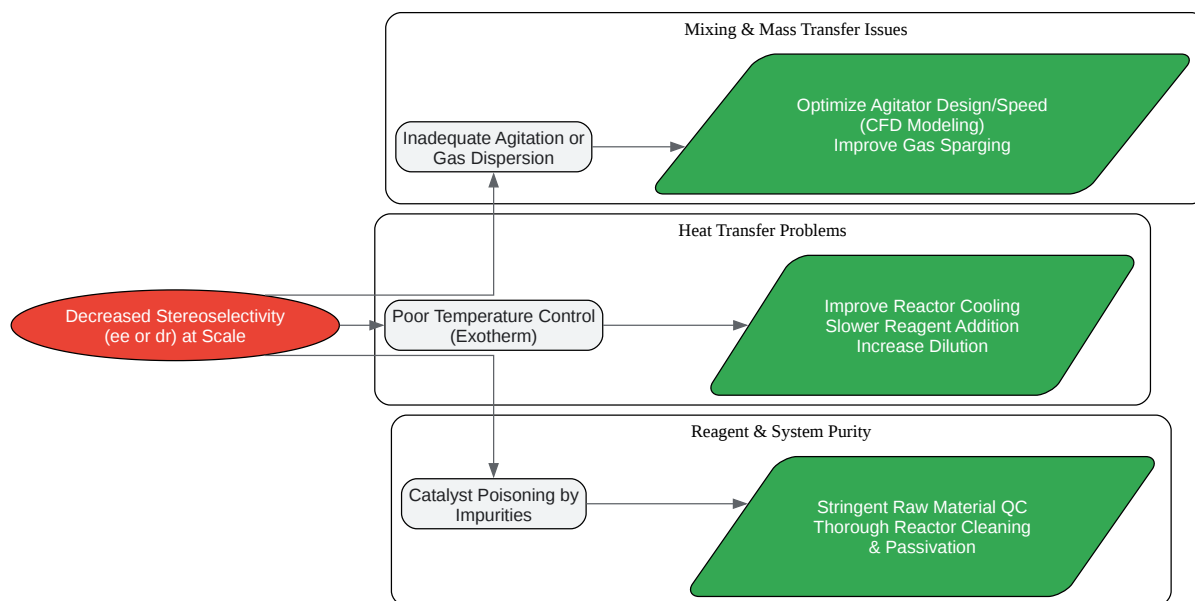 Mixing & Mass Transfer Issues
Inadequate Agitation or
Gas Dispersion
Optimize Agitator Design/Speed
(CFD Modeling)
Improve Gas Sparging
Heat Transfer Problems
Decreased Stereoselectivity
(ee or dr) at Scale
Poor Temperature Control
(Exotherm)
Improve Reactor Cooling
Slower Reagent Addition
Increase Dilution
Reagent & System Purity
Catalyst Poisoning by
Impurities
Stringent Raw Material QC
Thorough Reactor Cleaning
& Passivation